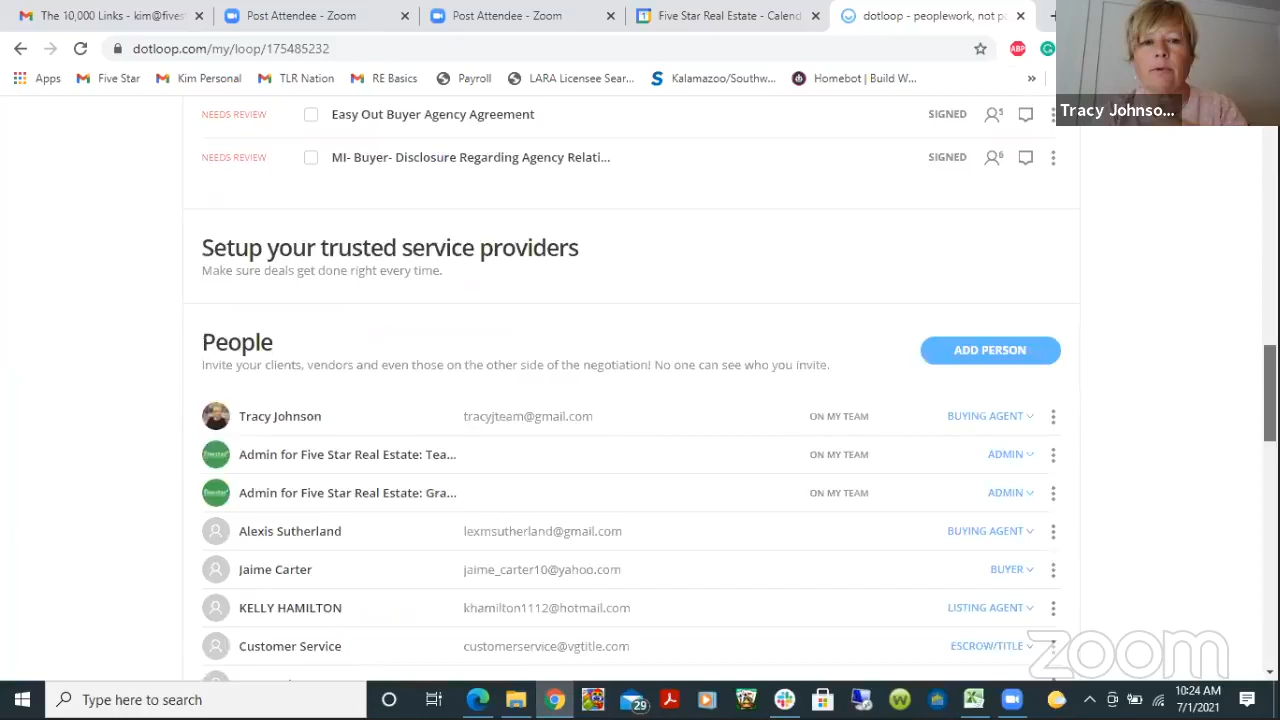 The 10,000 Links - kim@fives
Post Attendee - Zoom
Post Attendee - Zoom
Five Star Real Estate - Calend
dotloop - peoplework, not p
dotloop.com/my/loop/175485232
Apps
Five Star
Kim Personal
TLR Nation
RE Basics
Payroll
LARA Licensee Sear...
Kalamazoo/Southw...
Homebot | Build W...
»
ABP
Tracy Johnso...
NEEDS REVIEW Easy Out Buyer Agency Agreement SIGNED 5
NEEDS REVIEW MI- Buyer- Disclosure Regarding Agency Relati... SIGNED 6
Setup your trusted service providers
Make sure deals get done right every time.
People
ADD PERSON
Invite your clients, vendors and even those on the other side of the negotiation! No one can see who you invite.
Tracy Johnson tracyjteam@gmail.com ON MY TEAM BUYING AGENT
Admin for Five Star Real Estate: Tea... ON MY TEAM ADMIN
Admin for Five Star Real Estate: Gra... ON MY TEAM ADMIN
Alexis Sutherland lexmsutherland@gmail.com BUYING AGENT
Jaime Carter jaime_carter10@yahoo.com BUYER
KELLY HAMILTON khamilton1112@hotmail.com LISTING AGENT
Customer Service customerservice@vgtitle.com ESCROW/TITLE
zoom
Type here to search
29
10:24 AM
7/1/2021